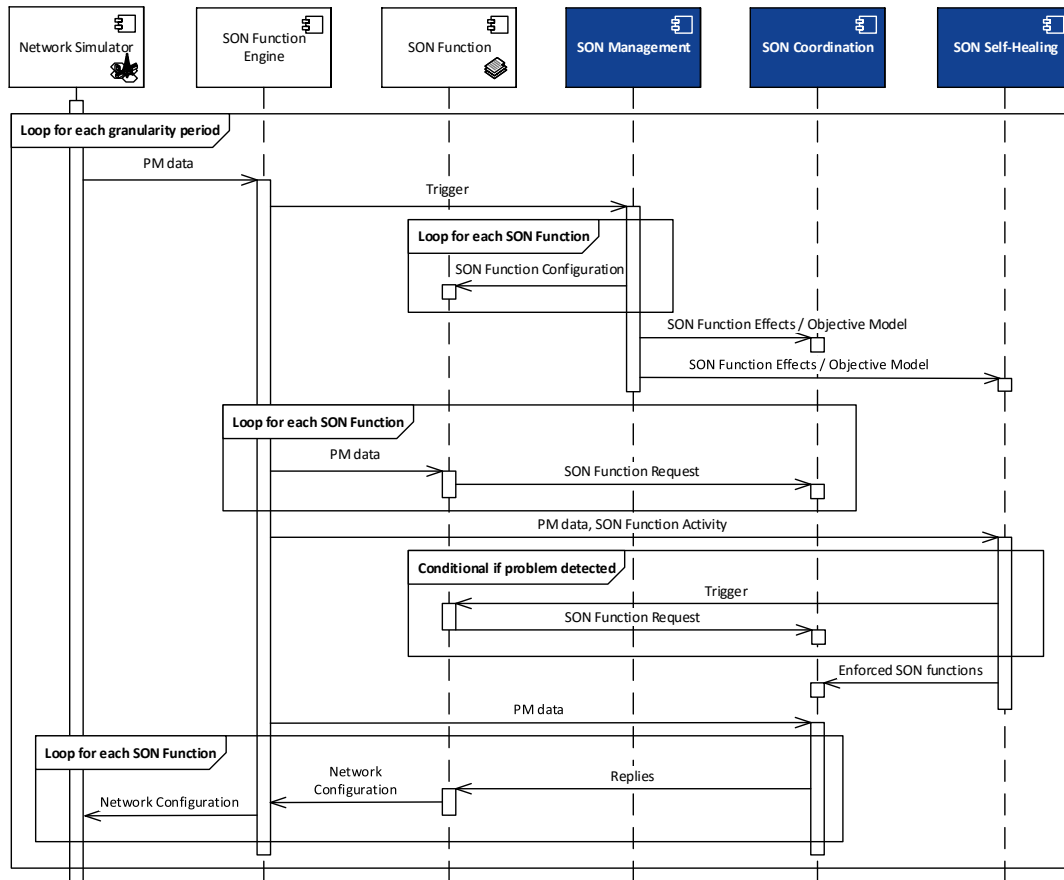 Network Simulator
SON Function
Engine
SON Function
SON Management
SON Coordination
SON Self-Healing
Loop for each granularity period
PM data
Trigger
Loop for each SON Function
SON Function Configuration
SON Function Effects / Objective Model
SON Function Effects / Objective Model
Loop for each SON Function
PM data
SON Function Request
PM data, SON Function Activity
Conditional if problem detected
Trigger
SON Function Request
Enforced SON functions
PM data
Loop for each SON Function
Replies
Network
Configuration
Network Configuration